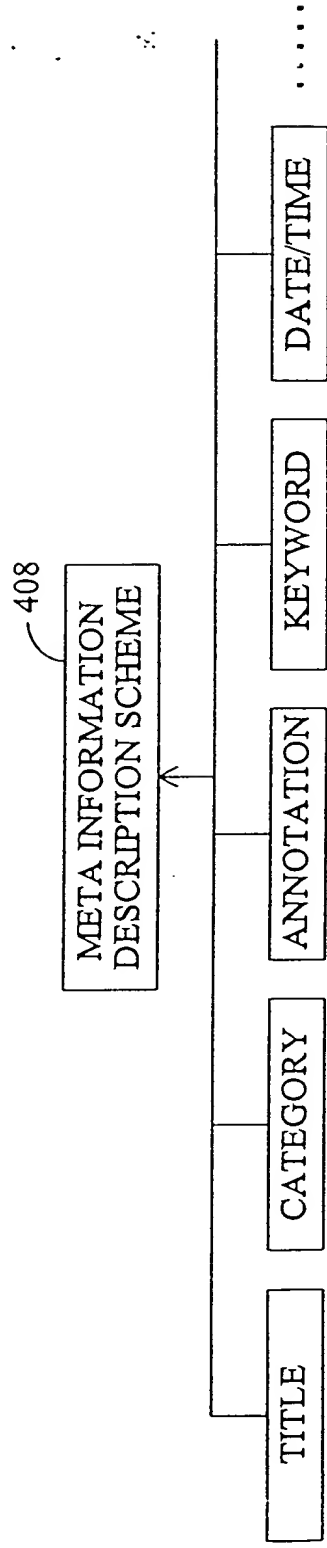 408
META INFORMATION
DESCRIPTION SCHEME
TITLE
CATEGORY
ANNOTATION
KEYWORD
DATE/TIME
......